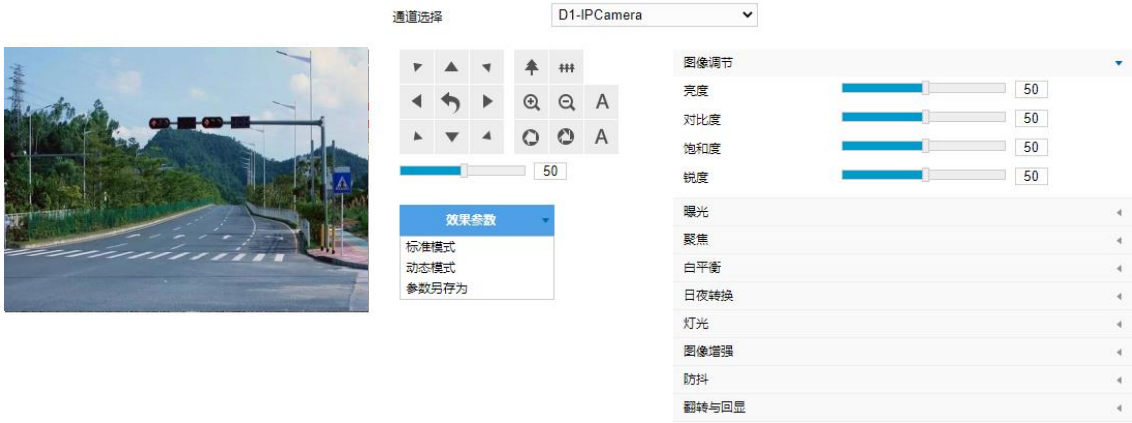 通道选择 D1-IPCamera
A
A
50
效果参数
标准模式
动态模式
参数另存为
图像调节
亮度 50
对比度 50
饱和度 50
锐度 50
曝光
聚焦
白平衡
日夜转换
灯光
图像增强
防抖
翻转与回显